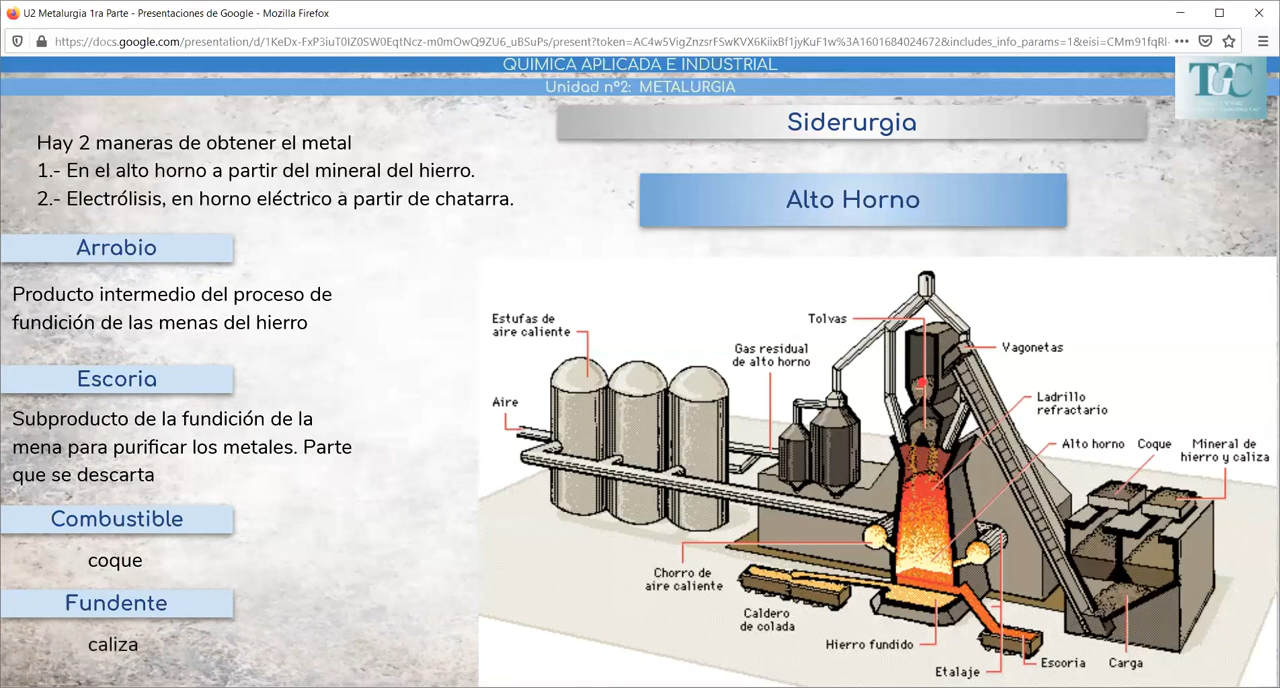 U2 Metalurgia 1ra Parte - Presentaciones de Google - Mozilla Firefox
QUIMICA APLICADA E INDUSTRIAL
Unidad nº2: METALURGIA
TGC
Siderurgia
Alto Horno
Hay 2 maneras de obtener el metal
1.- En el alto horno a partir del mineral del hierro.
2.- Electrólisis, en horno eléctrico a partir de chatarra.
Arrabio
Producto intermedio del proceso de
fundición de las menas del hierro
Escoria
Subproducto de la fundición de la
mena para purificar los metales. Parte
que se descarta
Combustible
coque
Fundente
caliza
Estufas de
aire caliente
Aire
Gas residual
de alto horno
Tolvas
Vagonetas
Ladrillo
refractario
Alto horno
Coque
Mineral de
hierro y caliza
Chorro de
aire caliente
Caldero
de colada
Hierro fundido
Etalaje
Escoria
Carga